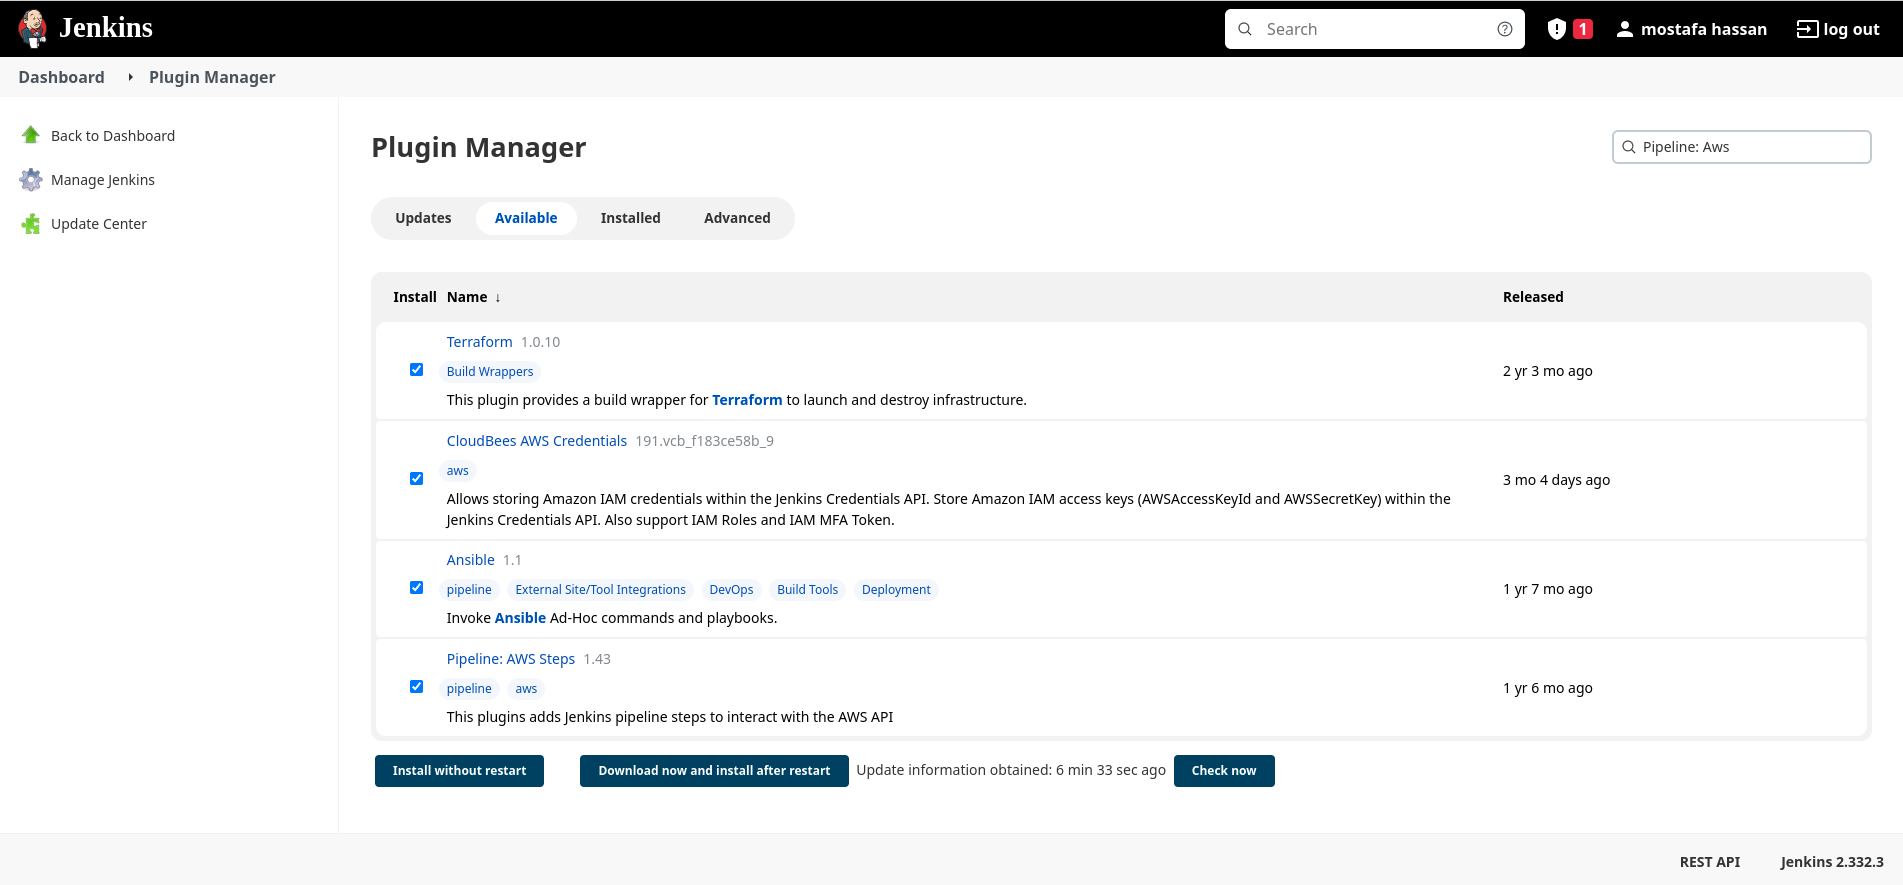 Jenkins
Search
1
mostafa hassan
log out
Dashboard
Plugin Manager
Back to Dashboard
Manage Jenkins
Update Center
Plugin Manager
Pipeline: Aws
Updates
Available
Installed
Advanced
Install Name ↓ Released
Terraform 1.0.10
Build Wrappers
This plugin provides a build wrapper for Terraform to launch and destroy infrastructure.
2 yr 3 mo ago
CloudBees AWS Credentials 191.vcb_f183ce58b_9
aws
Allows storing Amazon IAM credentials within the Jenkins Credentials API. Store Amazon IAM access keys (AWSAccessKeyId and AWSSecretKey) within the
Jenkins Credentials API. Also support IAM Roles and IAM MFA Token.
3 mo 4 days ago
Ansible 1.1
pipeline External Site/Tool Integrations DevOps Build Tools Deployment
Invoke Ansible Ad-Hoc commands and playbooks.
1 yr 7 mo ago
Pipeline: AWS Steps 1.43
pipeline aws
This plugins adds Jenkins pipeline steps to interact with the AWS API
1 yr 6 mo ago
Install without restart
Download now and install after restart
Update information obtained: 6 min 33 sec ago
Check now
REST API
Jenkins 2.332.3